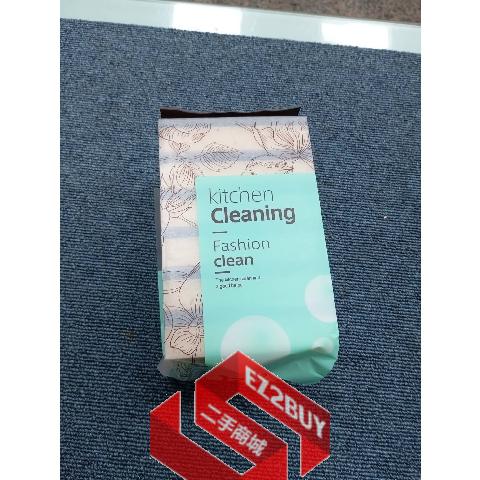 kitchen
Cleaning
Fashion
clean
EZ2BUY
二手商城